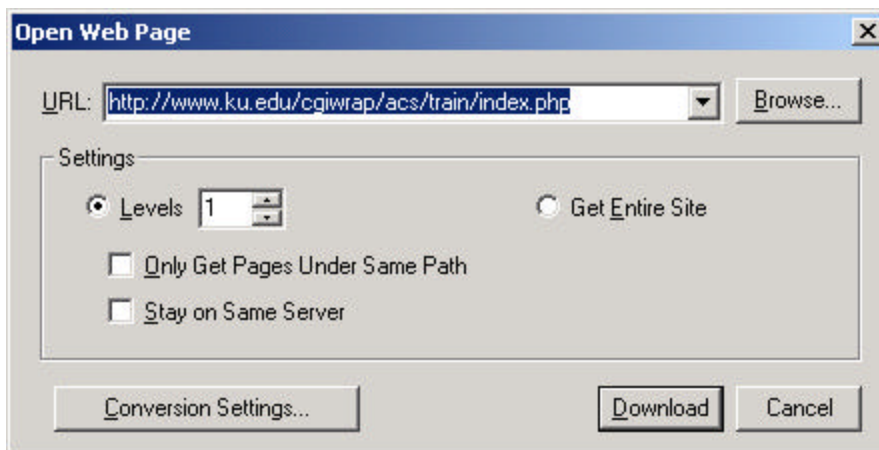 Open Web Page
URL: http://www.ku.edu/cgiwrap/acs/train/index.php Browse...
Settings
Levels 1 Get Entire Site
Only Get Pages Under Same Path
Stay on Same Server
Conversion Settings... Download Cancel